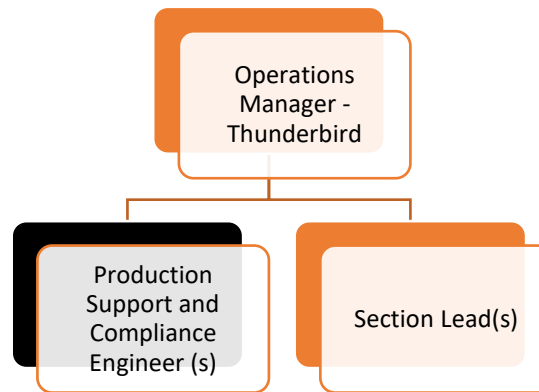 Operations
Manager -
Thunderbird
Production
Support and
Compliance
Engineer (s)
Section Lead(s)